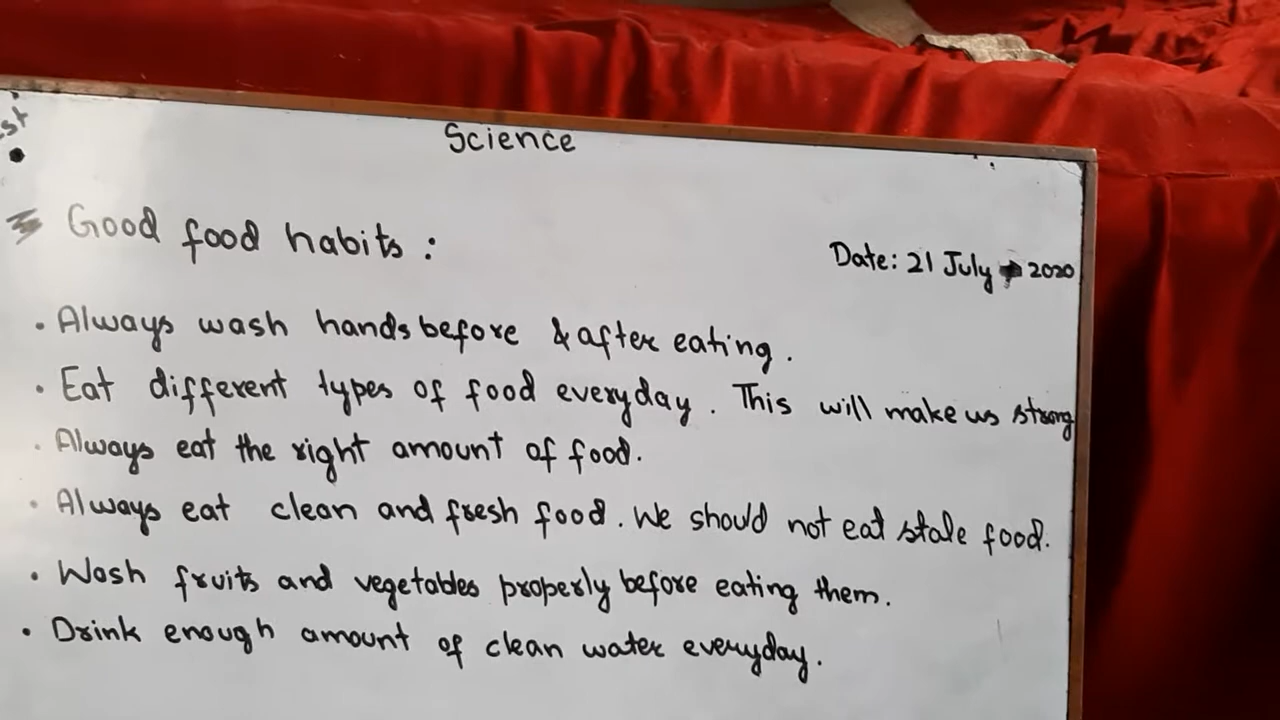 Science
Good food habits :
Date: 21 July 2020
• Always wash hands before & after eating.
• Eat different types of food everyday. This will make us strong
• Always eat the right amount of food.
• Always eat clean and fresh food. We should not eat stale food.
• Wash fruits and vegetables properly before eating them.
• Drink enough amount of clean water everyday.